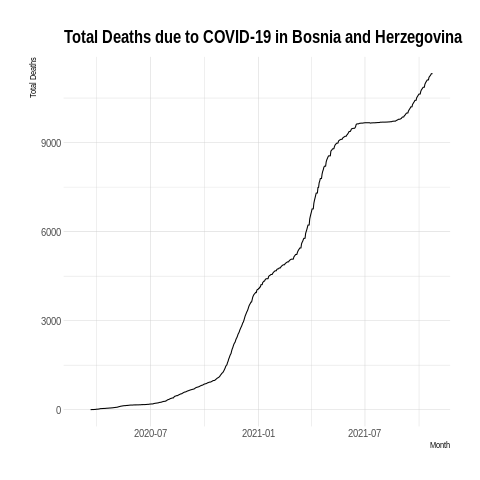 Total Deaths due to COVID-19 in Bosnia and Herzegovina
Total Deaths
9000
6000
3000
0
2020-07 2021-01 2021-07
Month